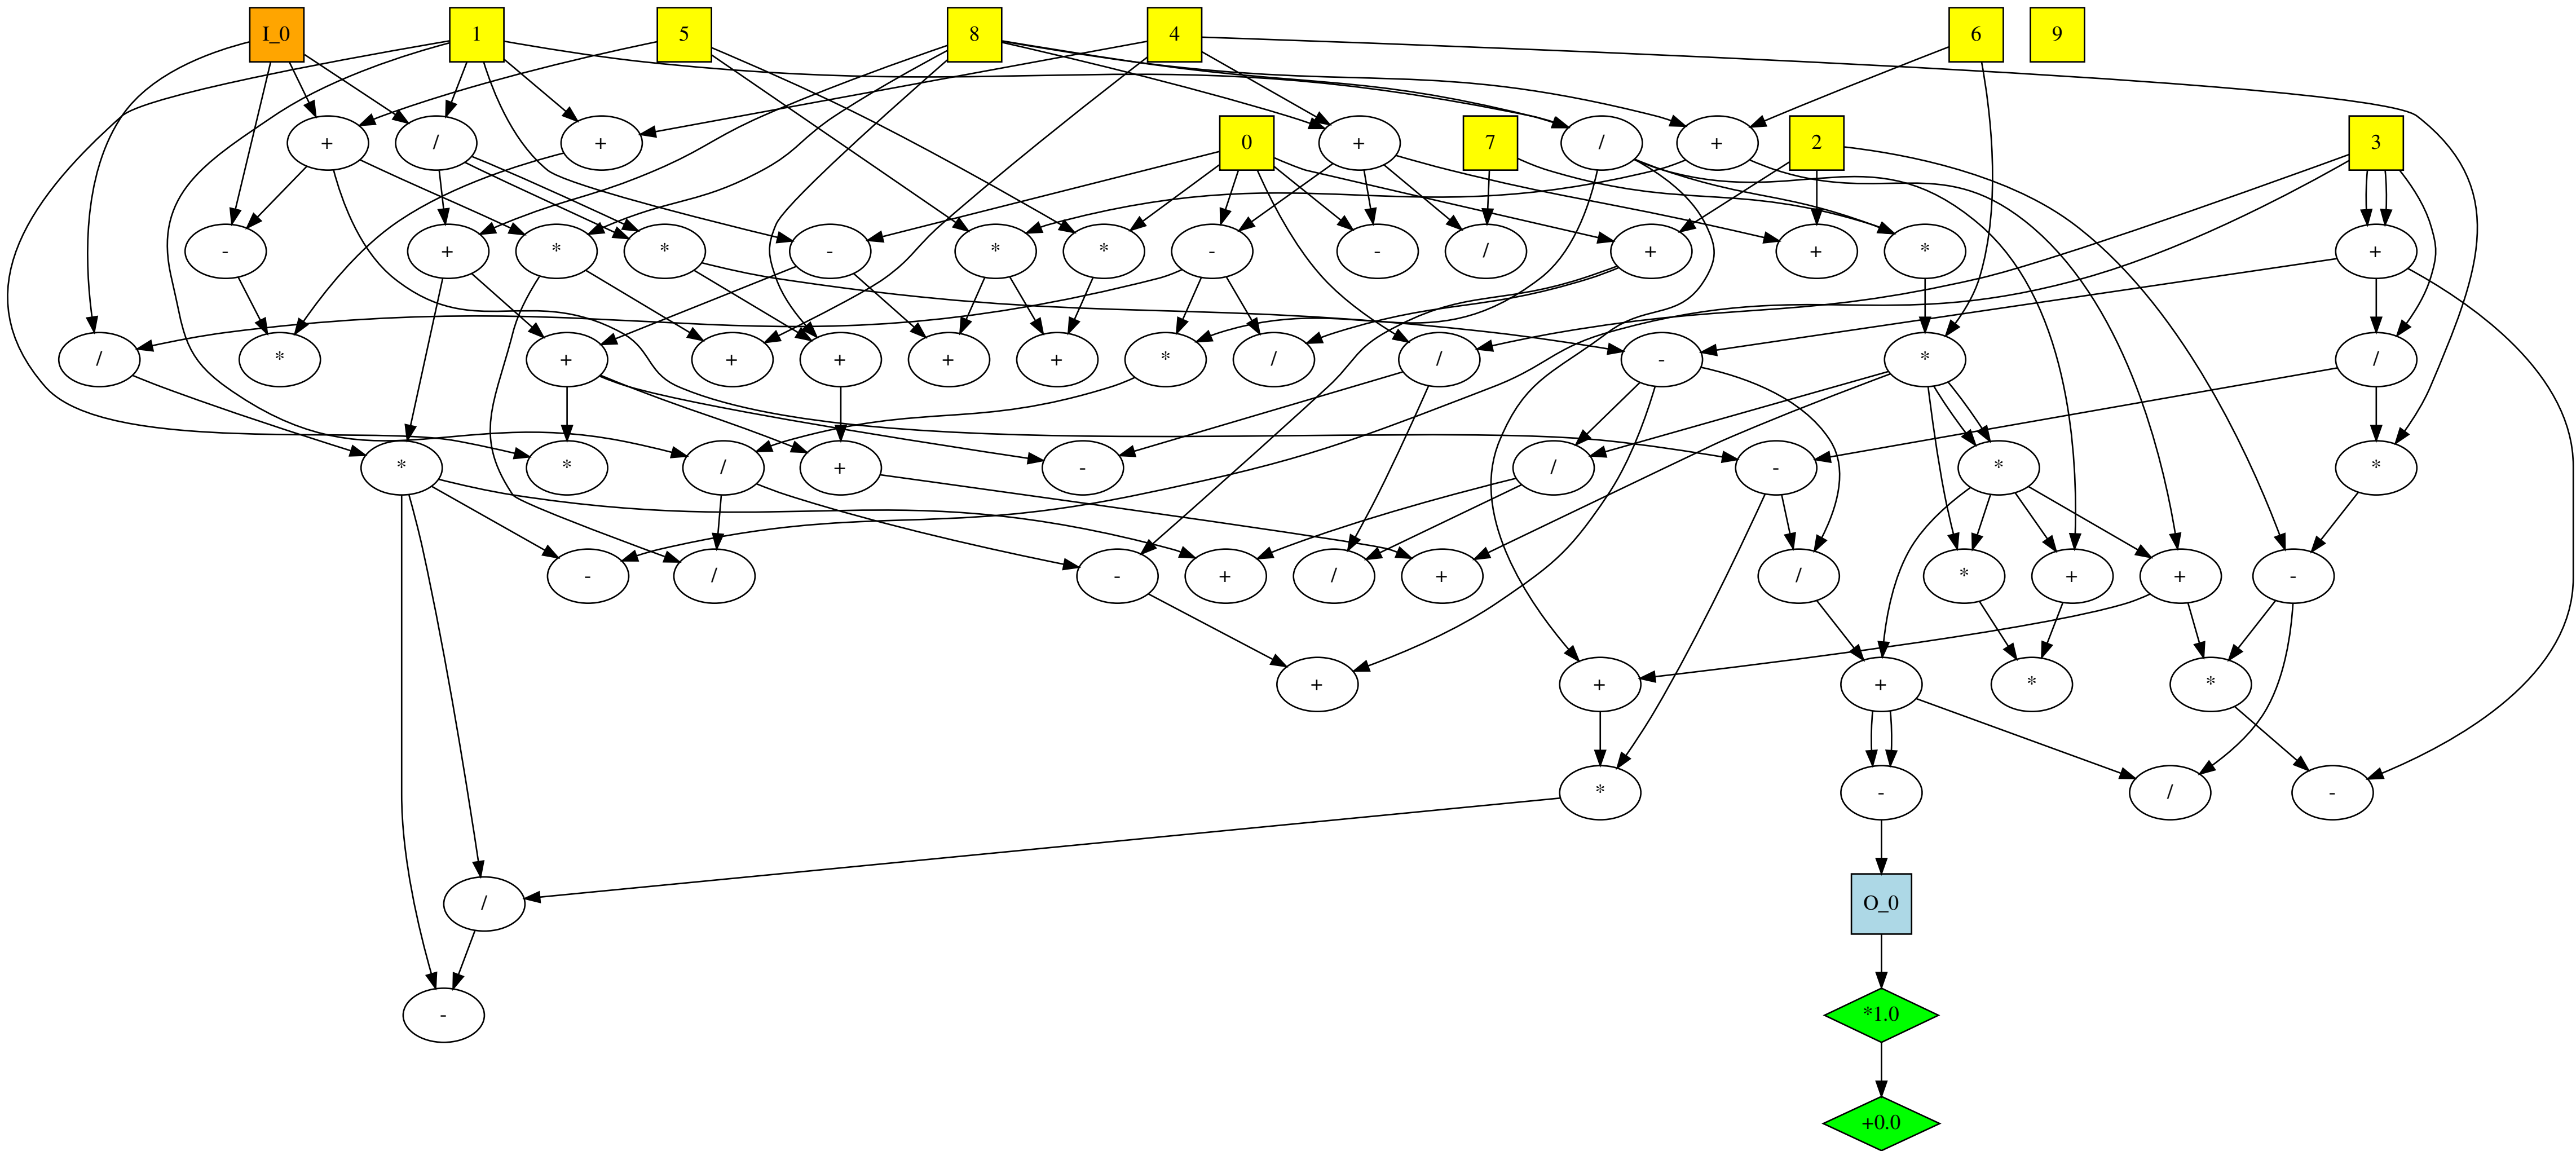 I_0 1 5 8 4 6 9
+ / + 0 + 7 / + 2 3
- + * * - * * - - / + + * +
/ * + + + + * / / - * /
* * / + - / - * *
- / - + / + / * + + -
+ + + * *
* - / -
/ O_0
- *1.0
+0.0